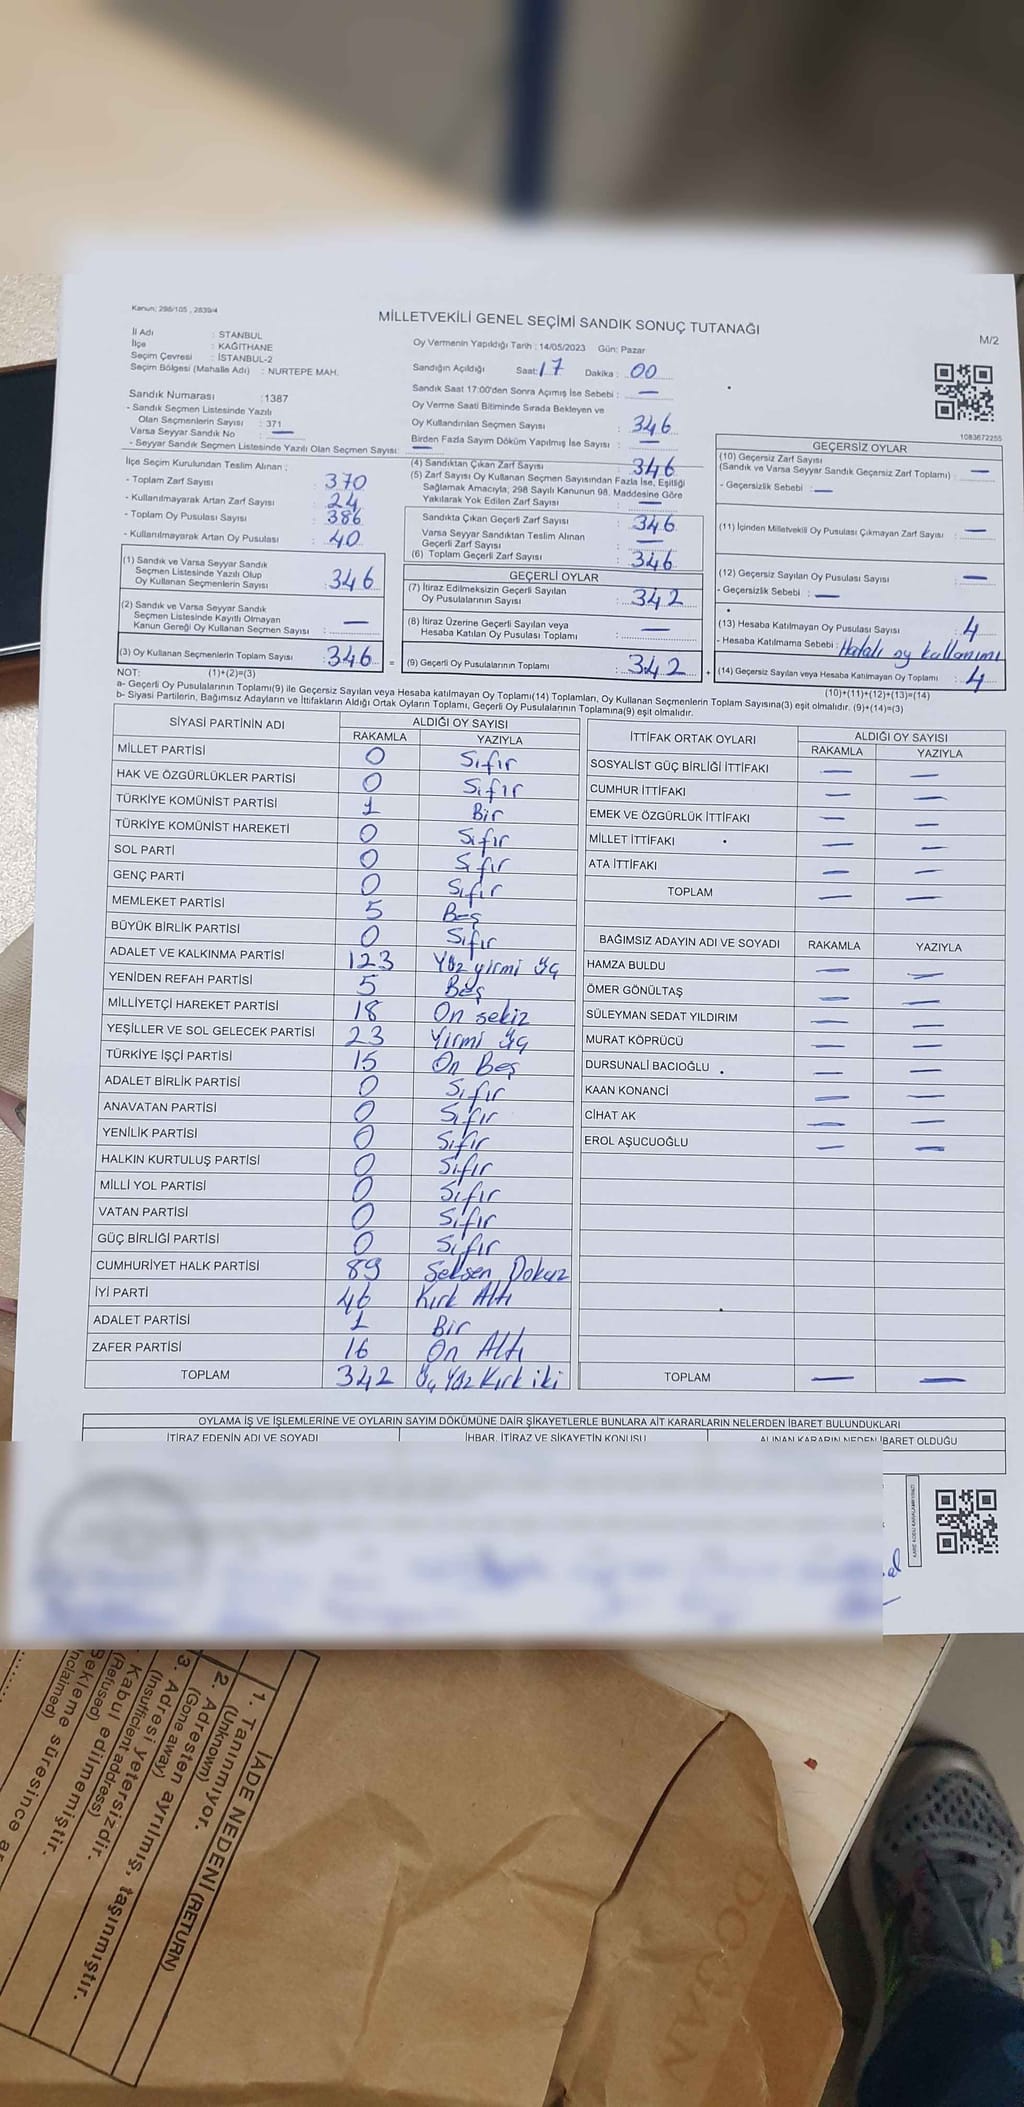 Kanun; 298/105 , 2839/4
MİLLETVEKİLİ GENEL SEÇİMİ SANDIK SONUÇ TUTANAĞI
M/2
İl Adı : STANBUL
İlçe : KAĞITHANE
Seçim Çevresi : İSTANBUL-2
Seçim Bölgesi (Mahalle Adı) : NURTEPE MAH.
Oy Vermenin Yapıldığı Tarih : 14/05/2023 Gün: Pazar
Sandığın Açıldığı Saat: 17 Dakika : 00
Sandık Saat 17:00'den Sonra Açımış İse Sebebi : —
Sandık Numarası : 1387
- Sandık Seçmen Listesinde Yazılı
Olan Seçmenlerin Sayısı : 371
Varsa Seyyar Sandık No : —
- Seyyar Sandık Seçmen Listesinde Yazılı Olan Seçmen Sayısı: —
Oy Verme Saati Bitiminde Sırada Bekleyen ve
Oy Kullandırılan Seçmen Sayısı : 346
Birden Fazla Sayım Döküm Yapılmış İse Sayısı : —
1083672255
İlçe Seçim Kurulundan Teslim Alınan ;
- Toplam Zarf Sayısı : 370
- Kullanılmayarak Artan Zarf Sayısı : 24
- Toplam Oy Pusulası Sayısı : 386
- Kullanılmayarak Artan Oy Pusulası : 40
(1) Sandık ve Varsa Seyyar Sandık
Seçmen Listesinde Yazılı Olup
Oy Kullanan Seçmenlerin Sayısı : 346
(2) Sandık ve Varsa Seyyar Sandık
Seçmen Listesinde Kayıtlı Olmayan
Kanun Gereği Oy Kullanan Seçmen Sayısı : —
(3) Oy Kullanan Seçmenlerin Toplam Sayısı : 346 =
(1)+(2)=(3)
(4) Sandıktan Çıkan Zarf Sayısı : 346
(5) Zarf Sayısı Oy Kullanan Seçmen Sayısından Fazla İse, Eşitliği
Sağlamak Amacıyla, 298 Sayılı Kanunun 98. Maddesine Göre
Yakılarak Yok Edilen Zarf Sayısı : —
Sandıkta Çıkan Geçerli Zarf Sayısı : 346
Varsa Seyyar Sandıktan Teslim Alınan
Geçerli Zarf Sayısı : —
(6) Toplam Geçerli Zarf Sayısı : 346
GEÇERLİ OYLAR
(7) İtiraz Edilmeksizin Geçerli Sayılan
Oy Pusulalarının Sayısı : 342
(8) İtiraz Üzerine Geçerli Sayılan veya
Hesaba Katılan Oy Pusulası Toplamı : —
(9) Geçerli Oy Pusulalarının Toplamı : 342 +
GEÇERSİZ OYLAR
(10) Geçersiz Zarf Sayısı
(Sandık ve Varsa Seyyar Sandık Geçersiz Zarf Toplamı) : —
- Geçersizlik Sebebi : —
(11) İçinden Milletvekili Oy Pusulası Çıkmayan Zarf Sayısı : —
(12) Geçersiz Sayılan Oy Pusulası Sayısı : —
- Geçersizlik Sebebi : —
(13) Hesaba Katılmayan Oy Pusulası Sayısı : 4
- Hesaba Katılmama Sebebi : Hatalı oy kullanımı
(14) Geçersiz Sayılan veya Hesaba Katılmayan Oy Toplamı : 4
(10)+(11)+(12)+(13)=(14)
NOT:
a- Geçerli Oy Pusulalarının Toplamı(9) ile Geçersiz Sayılan veya Hesaba katılmayan Oy Toplamı(14) Toplamları, Oy Kullanan Seçmenlerin Toplam Sayısına(3) eşit olmalıdır. (9)+(14)=(3)
b- Siyasi Partilerin, Bağımsız Adayların ve İttifakların Aldığı Ortak Oyların Toplamı, Geçerli Oy Pusulalarının Toplamına(9) eşit olmalıdır.
SİYASİ PARTİNİN ADI ALDIĞI OY SAYISI
RAKAMLA YAZIYLA
MİLLET PARTİSİ 0 Sıfır
HAK VE ÖZGÜRLÜKLER PARTİSİ 0 Sıfır
TÜRKİYE KOMÜNİST PARTİSİ 1 Bir
TÜRKİYE KOMÜNİST HAREKETİ 0 Sıfır
SOL PARTİ 0 Sıfır
GENÇ PARTİ 0 Sıfır
MEMLEKET PARTİSİ 5 Beş
BÜYÜK BİRLİK PARTİSİ 0 Sıfır
ADALET VE KALKINMA PARTİSİ 123 Yüz yirmi Üç
YENİDEN REFAH PARTİSİ 5 Beş
MİLLİYETÇİ HAREKET PARTİSİ 18 On sekiz
YEŞİLLER VE SOL GELECEK PARTİSİ 23 Yirmi Üç
TÜRKİYE İŞÇİ PARTİSİ 15 On Beş
ADALET BİRLİK PARTİSİ 0 Sıfır
ANAVATAN PARTİSİ 0 Sıfır
YENİLİK PARTİSİ 0 Sıfır
HALKIN KURTULUŞ PARTİSİ 0 Sıfır
MİLLİ YOL PARTİSİ 0 Sıfır
VATAN PARTİSİ 0 Sıfır
GÜÇ BİRLİĞİ PARTİSİ 0 Sıfır
CUMHURİYET HALK PARTİSİ 89 Seksen Dokuz
İYİ PARTİ 46 Kırk Altı
ADALET PARTİSİ 1 Bir
ZAFER PARTİSİ 16 On Altı
TOPLAM 342 Üç Yüz Kırk iki
İTTİFAK ORTAK OYLARI ALDIĞI OY SAYISI
RAKAMLA YAZIYLA
SOSYALİST GÜÇ BİRLİĞİ İTTİFAKI — —
CUMHUR İTTİFAKI — —
EMEK VE ÖZGÜRLÜK İTTİFAKI — —
MİLLET İTTİFAKI — —
ATA İTTİFAKI — —
TOPLAM — —
BAĞIMSIZ ADAYIN ADI VE SOYADI RAKAMLA YAZIYLA
HAMZA BULDU — —
ÖMER GÖNÜLTAŞ — —
SÜLEYMAN SEDAT YILDIRIM — —
MURAT KÖPRÜCÜ — —
DURSUNALİ BACIOĞLU — —
KAAN KONANCİ — —
CİHAT AK — —
EROL AŞUCUOĞLU — —
TOPLAM — —
OYLAMA İŞ VE İŞLEMLERİNE VE OYLARIN SAYIM DÖKÜMÜNE DAİR ŞİKAYETLERLE BUNLARA AİT KARARLARIN NELERDEN İBARET BULUNDUKLARI
İTİRAZ EDENİN ADI VE SOYADI İHBAR, İTİRAZ VE ŞİKAYETİN KONUSU ALINAN KARARIN NEDEN İBARET OLDUĞU
İADE NEDENİ (RETURN)
1. Tanınmıyor.
(Unknown)
2. Adresten ayrılmış, taşınmıştır.
(Gone away)
3. Adresi yetersizdir.
(Insufficient address)
Kabul edilmemiştir.
(Refused)
Bekleme süresince
nclaimed)